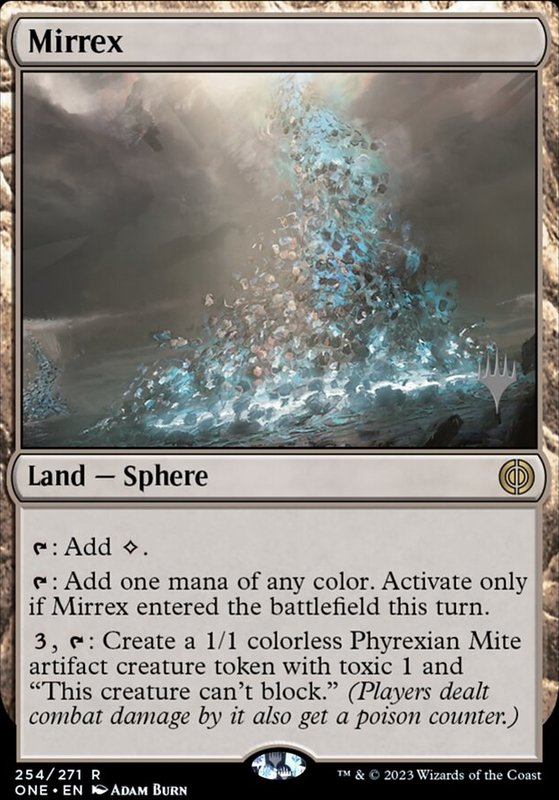 Mirrex
Land — Sphere
: Add .
: Add one mana of any color. Activate only
if Mirrex entered the battlefield this turn.
3, : Create a 1/1 colorless Phyrexian Mite
artifact creature token with toxic 1 and
“This creature can’t block.” (Players dealt
combat damage by it also get a poison counter.)
254/271 R
ONE • EN Adam Burn
™ & © 2023 Wizards of the Coast